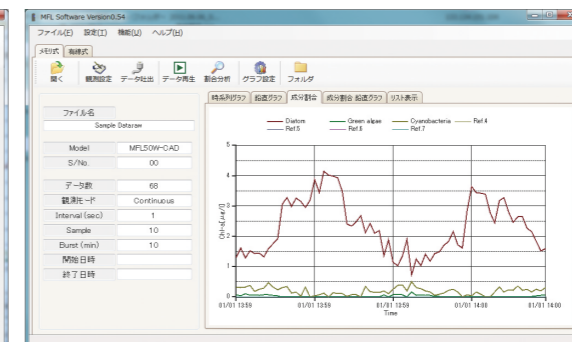 MFL Software Version0.54
ファイル(F) 設定(T) 機能(U) ヘルプ(H)
メモリ式 有線式
開く 観測設定 データ吐出 データ再生 割合分析 グラフ設定 フォルダ
時系列グラフ 鉛直グラフ 成分割合 成分割合 鉛直グラフ リスト表示
ファイル名
Sample Dataraw
Model MFL50W-CAD
S/No. 00
データ数 68
観測モード Continuous
Interval (sec) 1
Sample 10
Burst (min) 10
開始日時
終了日時
Diatom Green algae Cyanobacteria Ref.4
Ref.5 Ref.6 Ref.7
Chl-a[μg/l]
5
4
3
2
1
0
01/01 13:59 01/01 13:59 01/01 13:59 01/01 14:00 01/01 14:00
Time